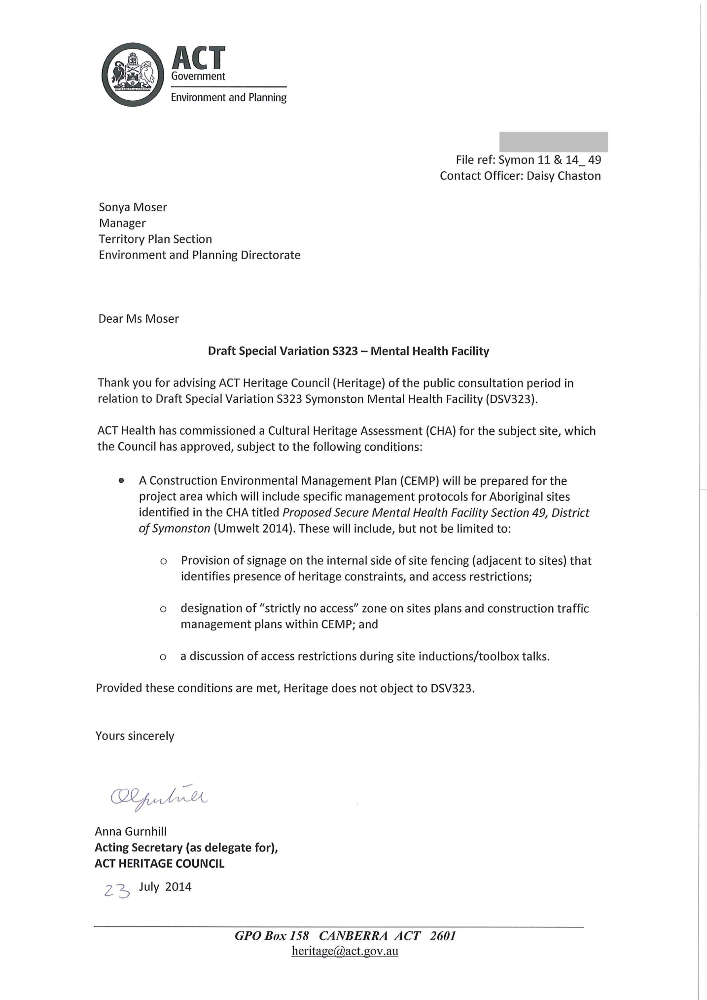 ACT
Government
Environment and Planning
File ref: Symon 11 & 14_ 49
Contact Officer: Daisy Chaston
Sonya Moser
Manager
Territory Plan Section
Environment and Planning Directorate
Dear Ms Moser
Draft Special Variation S323 – Mental Health Facility
Thank you for advising ACT Heritage Council (Heritage) of the public consultation period in
relation to Draft Special Variation S323 Symonston Mental Health Facility (DSV323).
ACT Health has commissioned a Cultural Heritage Assessment (CHA) for the subject site, which
the Council has approved, subject to the following conditions:
• A Construction Environmental Management Plan (CEMP) will be prepared for the
project area which will include specific management protocols for Aboriginal sites
identified in the CHA titled Proposed Secure Mental Health Facility Section 49, District
of Symonston (Umwelt 2014). These will include, but not be limited to:
o Provision of signage on the internal side of site fencing (adjacent to sites) that
identifies presence of heritage constraints, and access restrictions;
o designation of “strictly no access” zone on sites plans and construction traffic
management plans within CEMP; and
o a discussion of access restrictions during site inductions/toolbox talks.
Provided these conditions are met, Heritage does not object to DSV323.
Yours sincerely
Anna Gurnhill
Acting Secretary (as delegate for),
ACT HERITAGE COUNCIL
23 July 2014
GPO Box 158 CANBERRA ACT 2601
heritage@act.gov.au